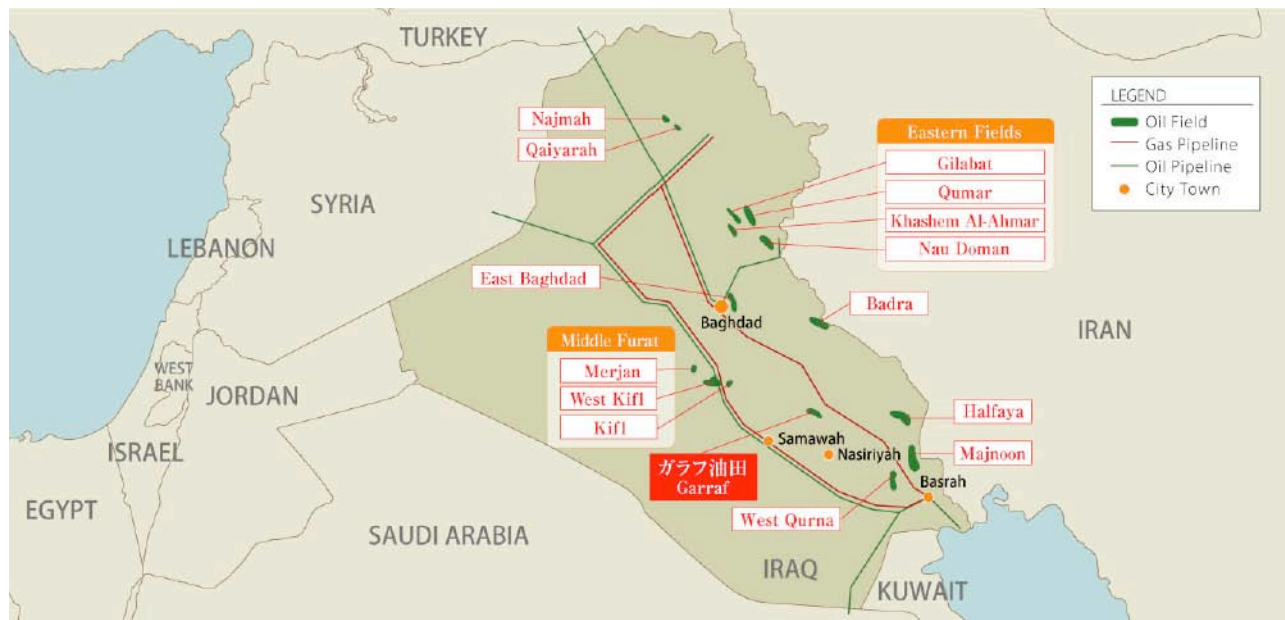 TURKEY
SYRIA
LEBANON
WEST
BANK
JORDAN
ISRAEL
EGYPT
SAUDI ARABIA
IRAQ
KUWAIT
IRAN
Najmah
Qaiyarah
East Baghdad
Baghdad
Middle Furat
Merjan
West Kifl
Kifl
Samawah
Nasiriyah
ガラフ油田
Garraf
West Qurna
Basrah
Majnoon
Halfaya
Badra
Eastern Fields
Gilabat
Qumar
Khashem Al-Ahmar
Nau Doman
LEGEND
Oil Field
Gas Pipeline
Oil Pipeline
City Town